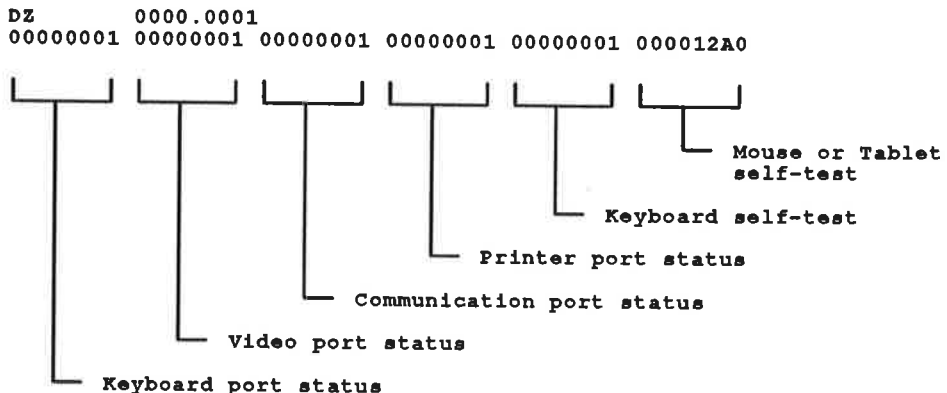 DZ 0000.0001
00000001 00000001 00000001 00000001 00000001 000012A0
Mouse or Tablet
self-test
Keyboard self-test
Printer port status
Communication port status
Video port status
Keyboard port status